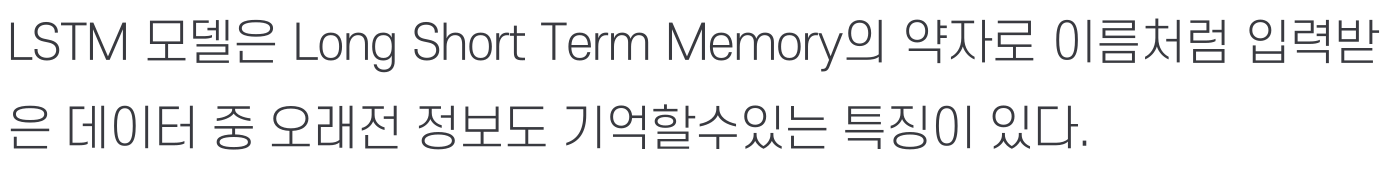 LSTM 모델은 Long Short Term Memory의 약자로 이름처럼 입력받
은 데이터 중 오래전 정보도 기억할수있는 특징이 있다.